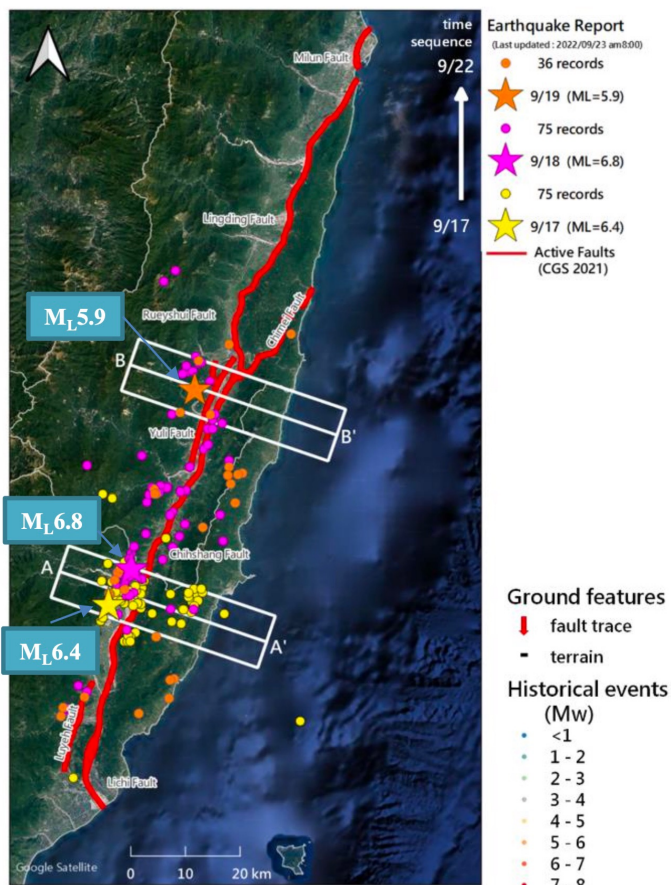 time
sequence
9/22
9/17
Earthquake Report
(Last updated : 2022/09/23 am8:00)
36 records
9/19 (ML=5.9)
75 records
9/18 (ML=6.8)
75 records
9/17 (ML=6.4)
Active Faults
(CGS 2021)
Milun Fault
Lingding Fault
Rueyshui Fault
Chimei Fault
ML5.9
B
B'
Yuli Fault
ML6.8
A
Chihshang Fault
A'
ML6.4
Luyeh Fault
Lichi Fault
Google Satellite
0 10 20 km
Ground features
fault trace
terrain
Historical events
(Mw)
<1
1 - 2
2 - 3
3 - 4
4 - 5
5 - 6
6 - 7
7 - 8